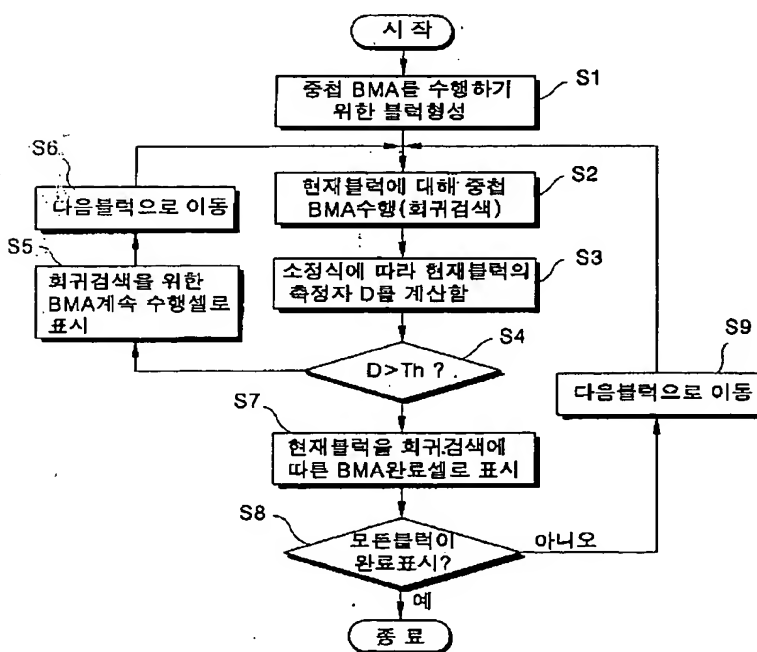 시 작
중첩 BMA를 수행하기
위한 블럭형성
S1
S6
다음블럭으로 이동
현재블럭에 대해 중첩
BMA수행(회귀검색)
S2
S5
회귀검색을 위한
BMA계속 수행셀로
표시
소정식에 따라 현재블럭의
측정자 D를 계산함
S3
D>Th ?
S4
S9
다음블럭으로 이동
S7
현재블럭을 회귀검색에
따른 BMA완료셀로 표시
S8
모든블럭이
완료표시?
아니오
예
종 료